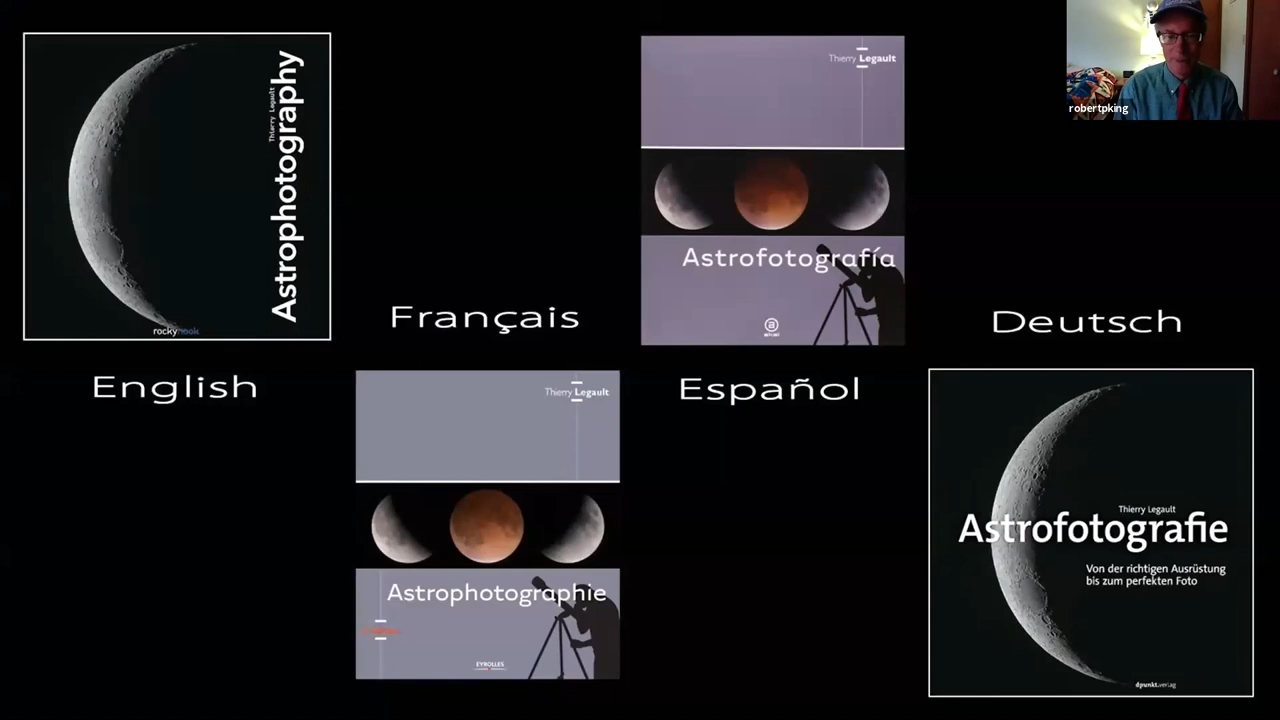 Thierry Legault
Astrophotography
rockynook
English
Français
Thierry Legault
Astrophotographie
EYROLLES
Thierry Legault
Astrofotografía
Español
Deutsch
Thierry Legault
Astrofotografie
Von der richtigen Ausrüstung
bis zum perfekten Foto
dpunkt.verlag
robertpking